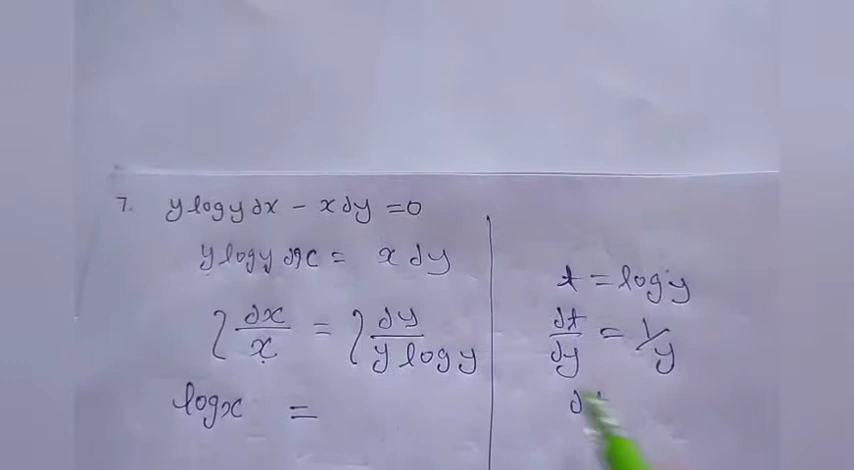 7. y log y dx - x dy = 0
y log y dx = x dy
∫ dx/x = ∫ dy/(y log y)
log x =
t = log y
dt/dy = 1/y